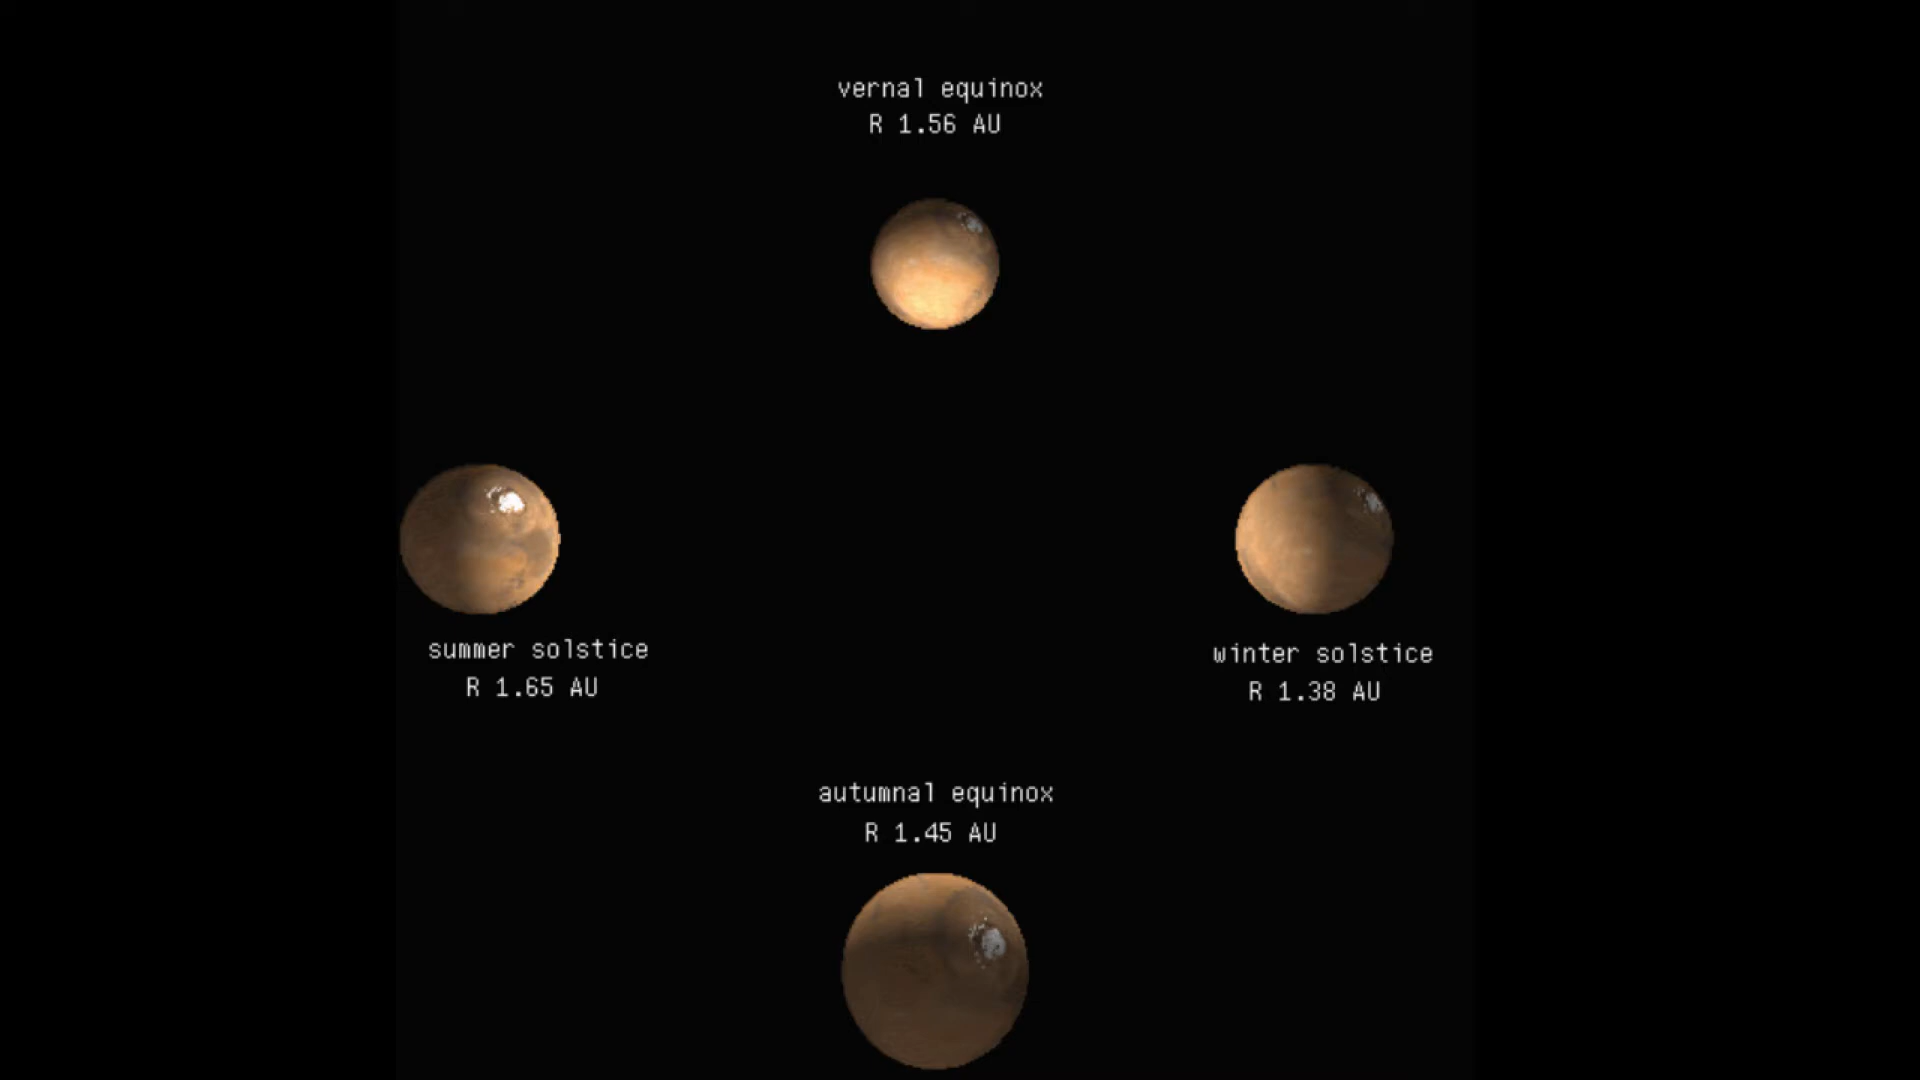 vernal equinox
R 1.56 AU
summer solstice
R 1.65 AU
winter solstice
R 1.38 AU
autumnal equinox
R 1.45 AU